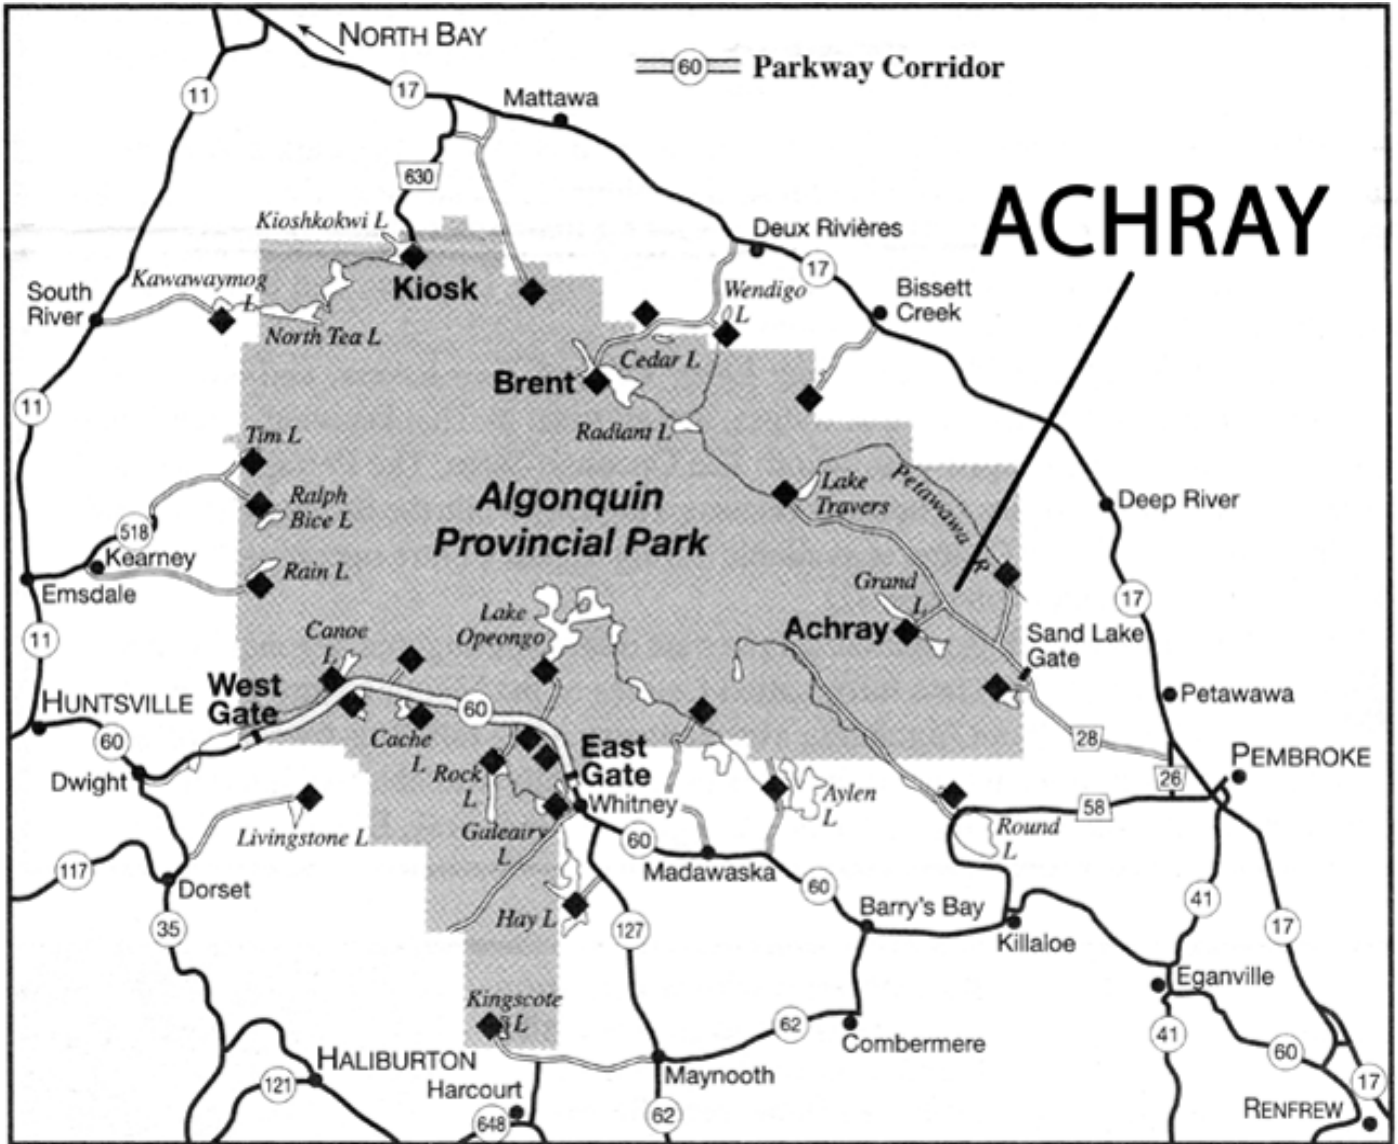 NORTH BAY
60 Parkway Corridor
11
17
Mattawa
630
ACHRAY
Kioshkokwi L
Deux Rivières
17
Kawawaymog
L
Kiosk
Wendigo
L
Bissett
Creek
South
River
North Tea L
Cedar L
Brent
11
Radiant L
Tim L
Lake
Travers
Petawawa
R
Algonquin
Provincial Park
Ralph
Bice L
Deep River
518
Kearney
Rain L
Emsdale
Grand
L
17
Lake
Opeongo
Canoe
L
Achray
Sand Lake
Gate
11
West
Gate
HUNTSVILLE
60
Petawawa
60
Cache
L
28
East
Gate
PEMBROKE
Dwight
Rock
L
26
Aylen
L
Whitney
58
Livingstone L
Galeairy
L
60
Round
L
Madawaska
117
Dorset
60
41
Barry's Bay
35
Hay L
127
17
Killaloe
Eganville
Kingscote
L
62
41
Combermere
60
HALIBURTON
Maynooth
121
Harcourt
17
RENFREW
648
62